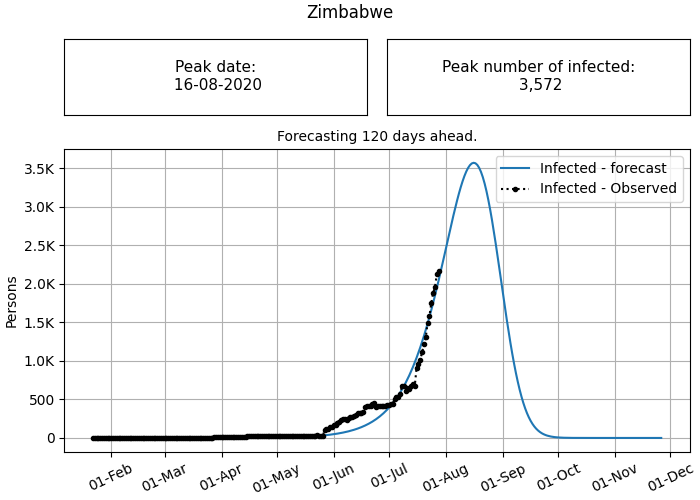 Zimbabwe
Peak date:
16-08-2020
Peak number of infected:
3,572
Forecasting 120 days ahead.
Infected - forecast
Infected - Observed
Persons
3.5K
3.0K
2.5K
2.0K
1.5K
1.0K
500
0
01-Feb
01-Mar
01-Apr
01-May
01-Jun
01-Jul
01-Aug
01-Sep
01-Oct
01-Nov
01-Dec